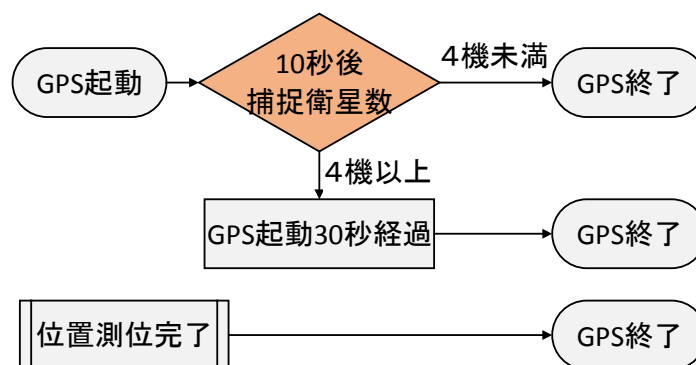 GPS起動
10秒後
捕捉衛星数
４機未満
GPS終了
４機以上
GPS起動30秒経過
GPS終了
位置測位完了
GPS終了